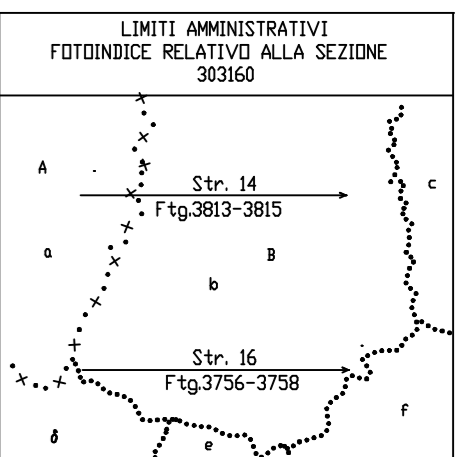 LIMITI AMMINISTRATIVI
FOTOINDICE RELATIVO ALLA SEZIONE
303160
A
c
Str. 14
Ftg.3813-3815
a
B
b
Str. 16
Ftg.3756-3758
f
e